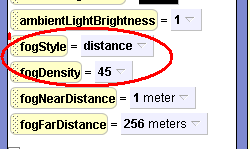 ambientLightBrightness = 1
fogStyle = distance
fogDensity = 45
fogNearDistance = 1 meter
fogFarDistance = 256 meters